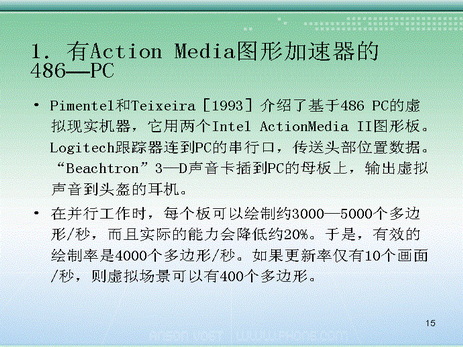 1. 有Action Media图形加速器的
486—PC
• Pimentel和Teixeira［1993］介绍了基于486 PC的虚
拟现实机器，它用两个Intel ActionMedia II图形板。
Logitech跟踪器连到PC的串行口，传送头部位置数据。
“Beachtron”3—D声音卡插到PC的母板上，输出虚拟
声音到头盔的耳机。
• 在并行工作时，每个板可以绘制约3000—5000个多边
形/秒，而且实际的能力会降低约20%。于是，有效的
绘制率是4000个多边形/秒。如果更新率仅有10个画面
/秒，则虚拟场景可以有400个多边形。
15